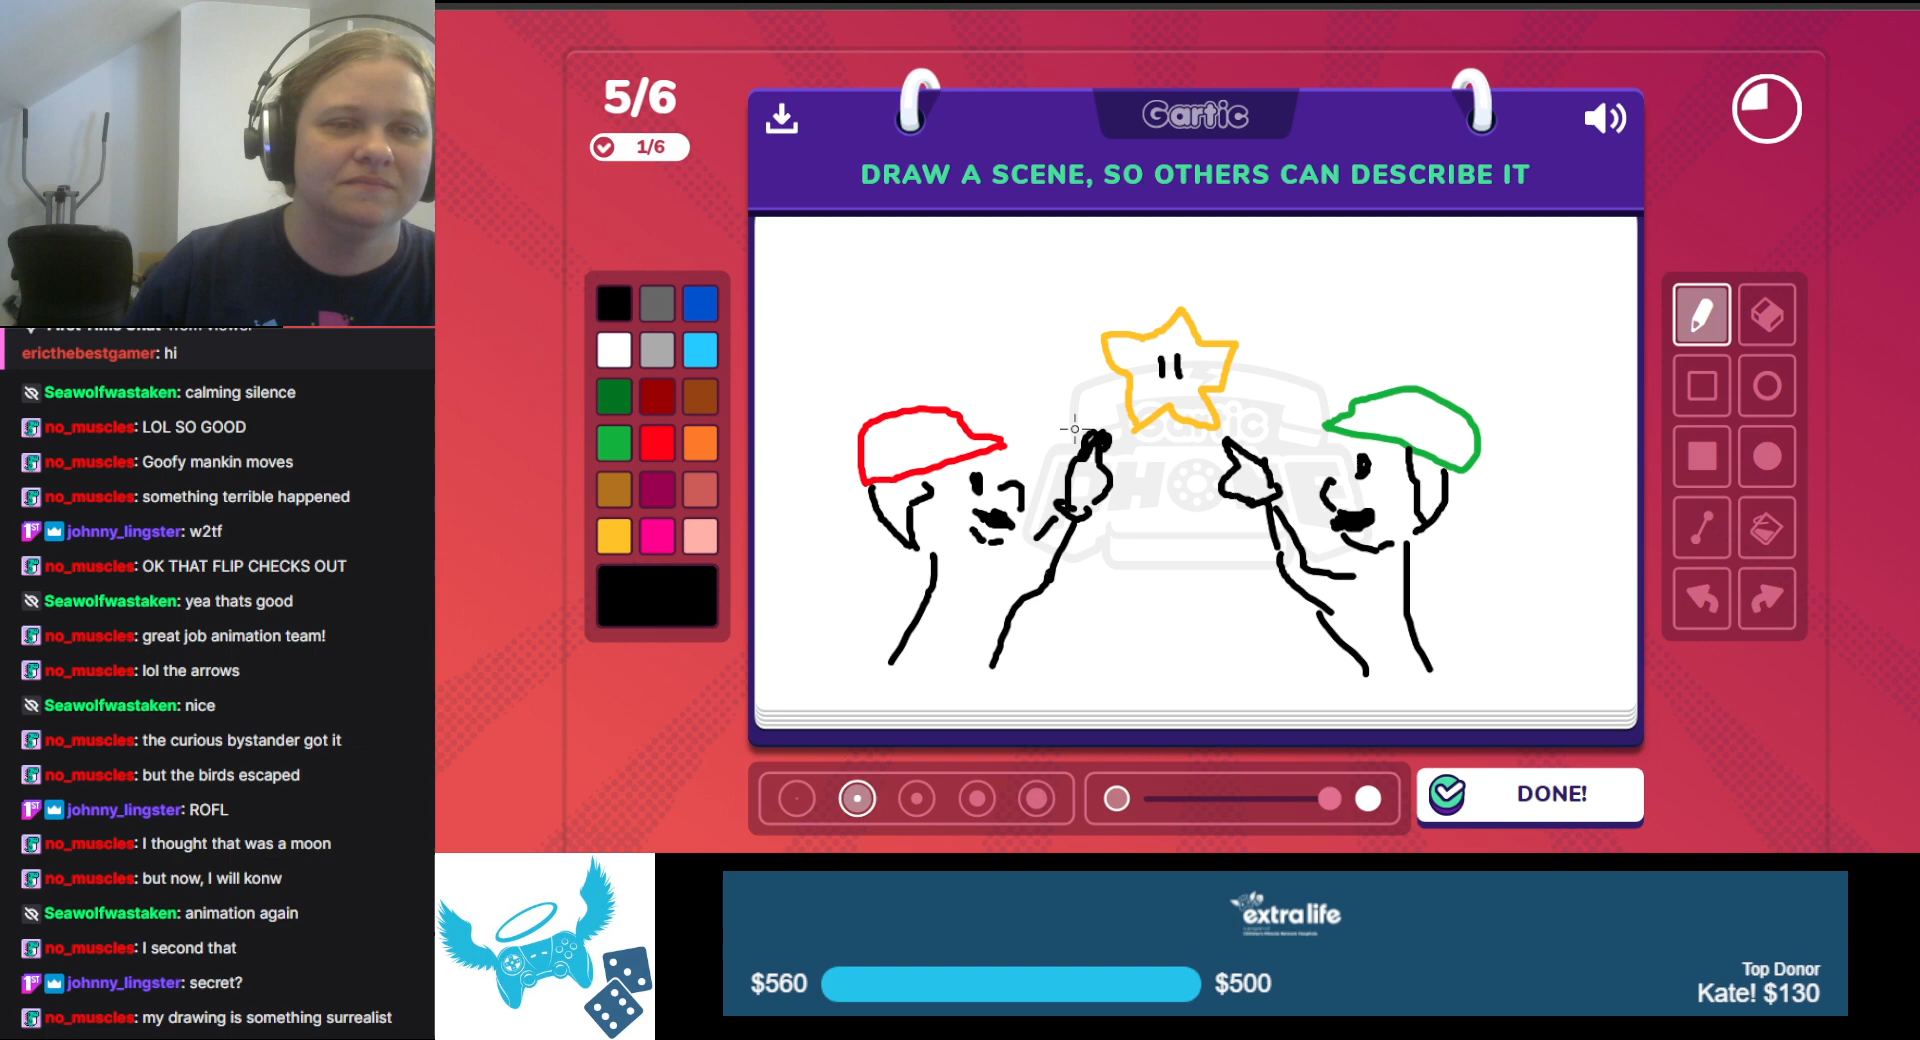 ericthebestgamer: hi
Seawolfwastaken: calming silence
no_muscles: LOL SO GOOD
no_muscles: Goofy mankin moves
no_muscles: something terrible happened
1ST johnny_lingster: w2tf
no_muscles: OK THAT FLIP CHECKS OUT
Seawolfwastaken: yea thats good
no_muscles: great job animation team!
no_muscles: lol the arrows
Seawolfwastaken: nice
no_muscles: the curious bystander got it
no_muscles: but the birds escaped
1ST johnny_lingster: ROFL
no_muscles: I thought that was a moon
no_muscles: but now, I will konw
Seawolfwastaken: animation again
no_muscles: I second that
1ST johnny_lingster: secret?
no_muscles: my drawing is something surrealist
5/6
1/6
Gartic
DRAW A SCENE, SO OTHERS CAN DESCRIBE IT
Gartic
PHONE
DONE!
extra life
$560
$500
Top Donor
Kate! $130